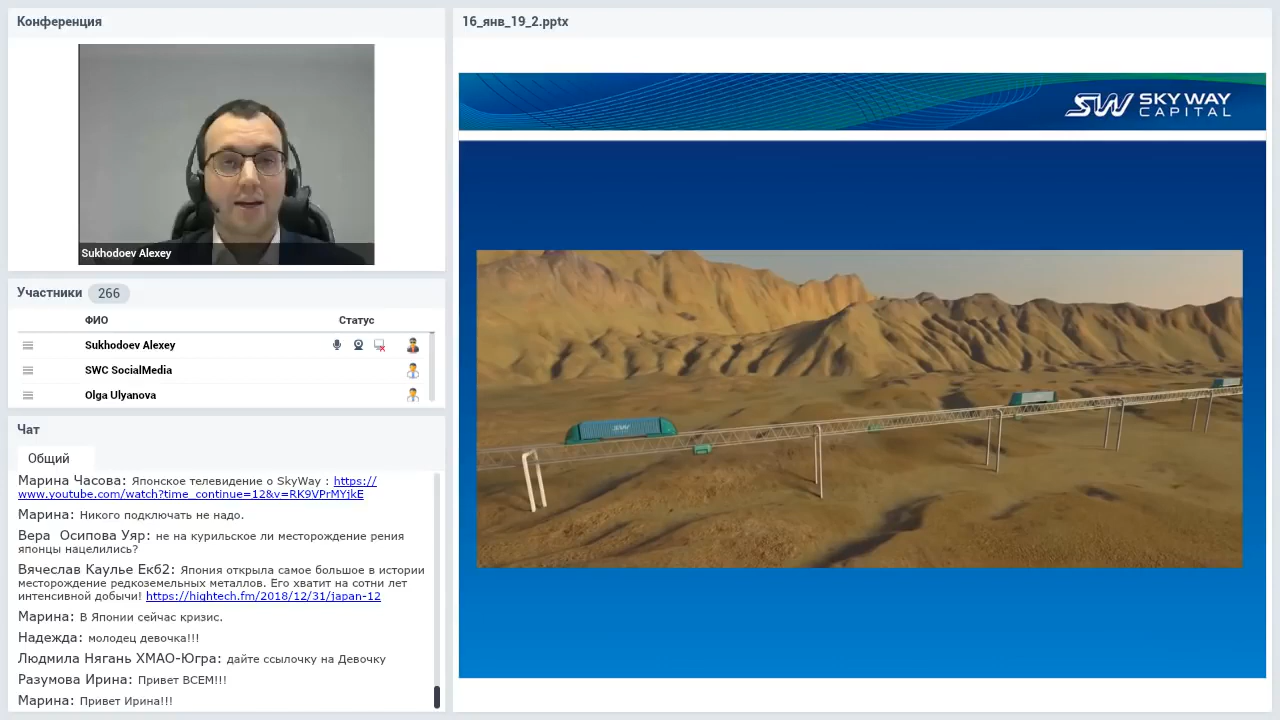 Конференция
Sukhodoev Alexey
Участники 266
ФИО Статус
Sukhodoev Alexey
SWC SocialMedia
Olga Ulyanova
Чат
Общий
Марина Часова: Японское телевидение о SkyWay : https://
www.youtube.com/watch?time_continue=12&v=RK9VPrMYjkE
Марина: Никого подключать не надо.
Вера Осипова Уяр: не на курильское ли месторождение рения
японцы нацелились?
Вячеслав Каулье Екб2: Япония открыла самое большое в истории
месторождение редкоземельных металлов. Его хватит на сотни лет
интенсивной добычи! https://hightech.fm/2018/12/31/japan-12
Марина: В Японии сейчас кризис.
Надежда: молодец девочка!!!
Людмила Нягань ХМАО-Югра: дайте ссылочку на Девочку
Разумова Ирина: Привет ВСЕМ!!!
Марина: Привет Ирина!!!
16_янв_19_2.pptx
SW SKY WAY
CAPITAL
SW